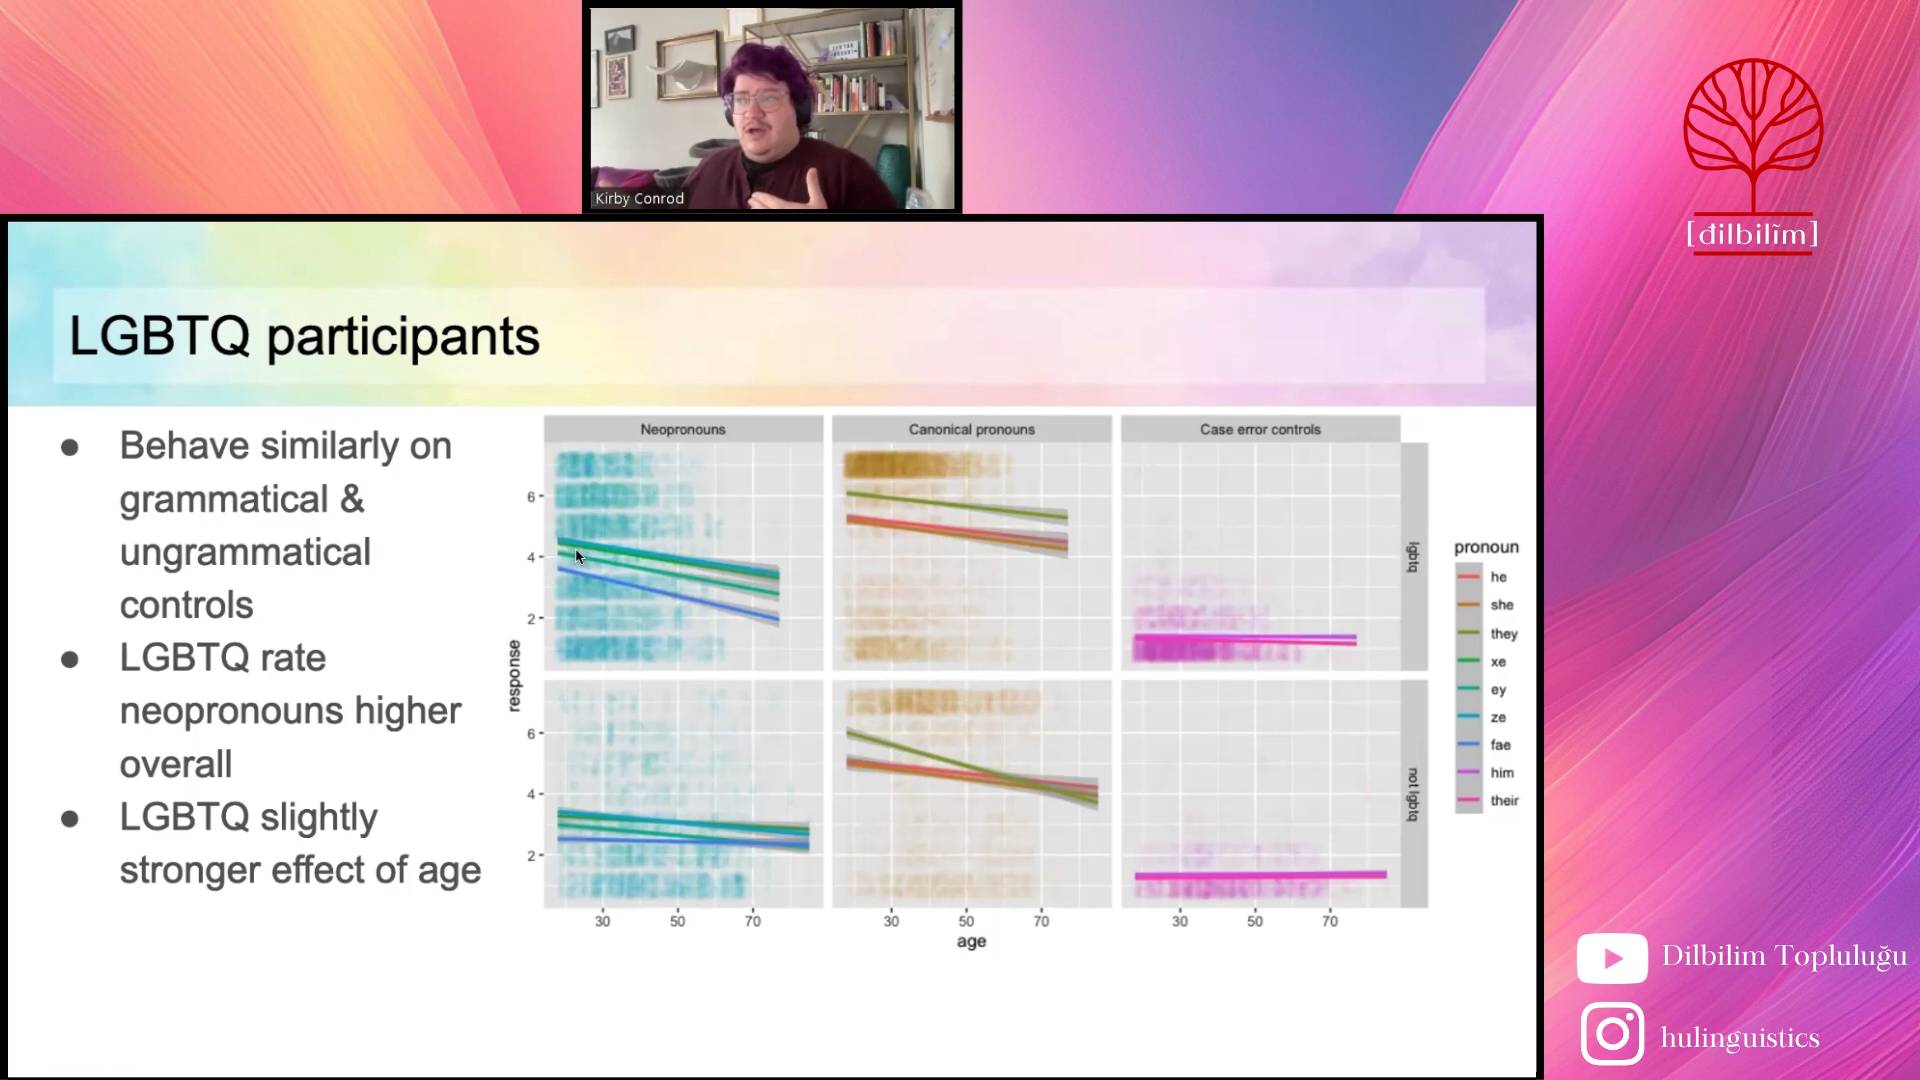 Kirby Conrod
[đilbilĩm]
LGBTQ participants
● Behave similarly on
grammatical &
ungrammatical
controls
● LGBTQ rate
neopronouns higher
overall
● LGBTQ slightly
stronger effect of age
Neopronouns
Canonical pronouns
Case error controls
response
6
4
2
6
4
2
lgbtq
not lgbtq
30
50
70
30
50
70
30
50
70
age
pronoun
he
she
they
xe
ey
ze
fae
him
their
Dilbilim Topluluğu
hulinguistics